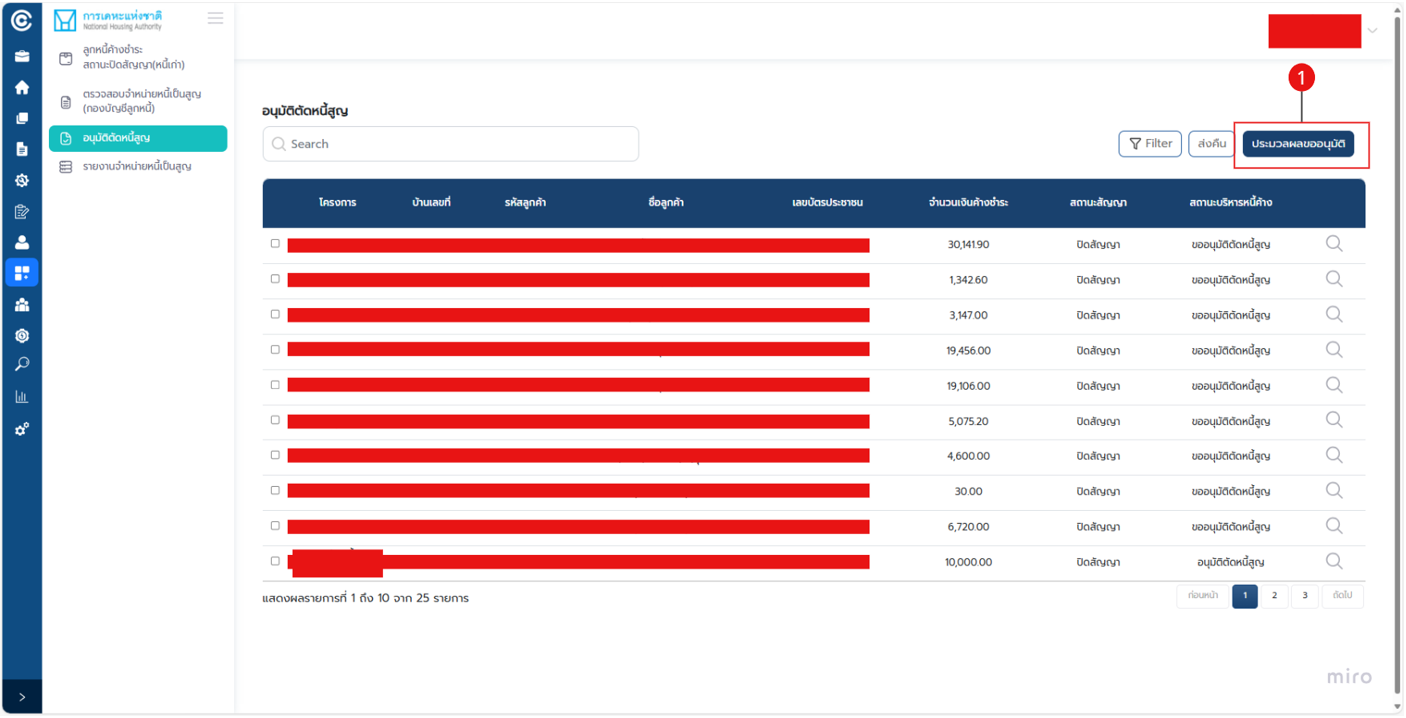 การเคหะแห่งชาติ
National Housing Authority
ลูกหนี้ค้างชำระ
สถานะปิดสัญญา(หนี้เก่า)
ตรวจสอบจำหน่ายหนี้เป็นสูญ
(กองบัญชีลูกหนี้)
อนุมัติตัดหนี้สูญ
รายงานจำหน่ายหนี้เป็นสูญ
1
อนุมัติตัดหนี้สูญ
Search
Filter ส่งคืน ประมวลผลขออนุมัติ
โครงการ บ้านเลขที่ รหัสลูกค้า ชื่อลูกค้า เลขบัตรประชาชน จำนวนเงินค้างชำระ สถานะสัญญา สถานะบริหารหนี้ค้าง
30,141.90 ปิดสัญญา ขออนุมัติตัดหนี้สูญ
1,342.60 ปิดสัญญา ขออนุมัติตัดหนี้สูญ
3,147.00 ปิดสัญญา ขออนุมัติตัดหนี้สูญ
19,456.00 ปิดสัญญา ขออนุมัติตัดหนี้สูญ
19,106.00 ปิดสัญญา ขออนุมัติตัดหนี้สูญ
5,075.20 ปิดสัญญา ขออนุมัติตัดหนี้สูญ
4,600.00 ปิดสัญญา ขออนุมัติตัดหนี้สูญ
30.00 ปิดสัญญา ขออนุมัติตัดหนี้สูญ
6,720.00 ปิดสัญญา ขออนุมัติตัดหนี้สูญ
10,000.00 ปิดสัญญา อนุมัติตัดหนี้สูญ
แสดงผลรายการที่ 1 ถึง 10 จาก 25 รายการ
ก่อนหน้า 1 2 3 ถัดไป
miro